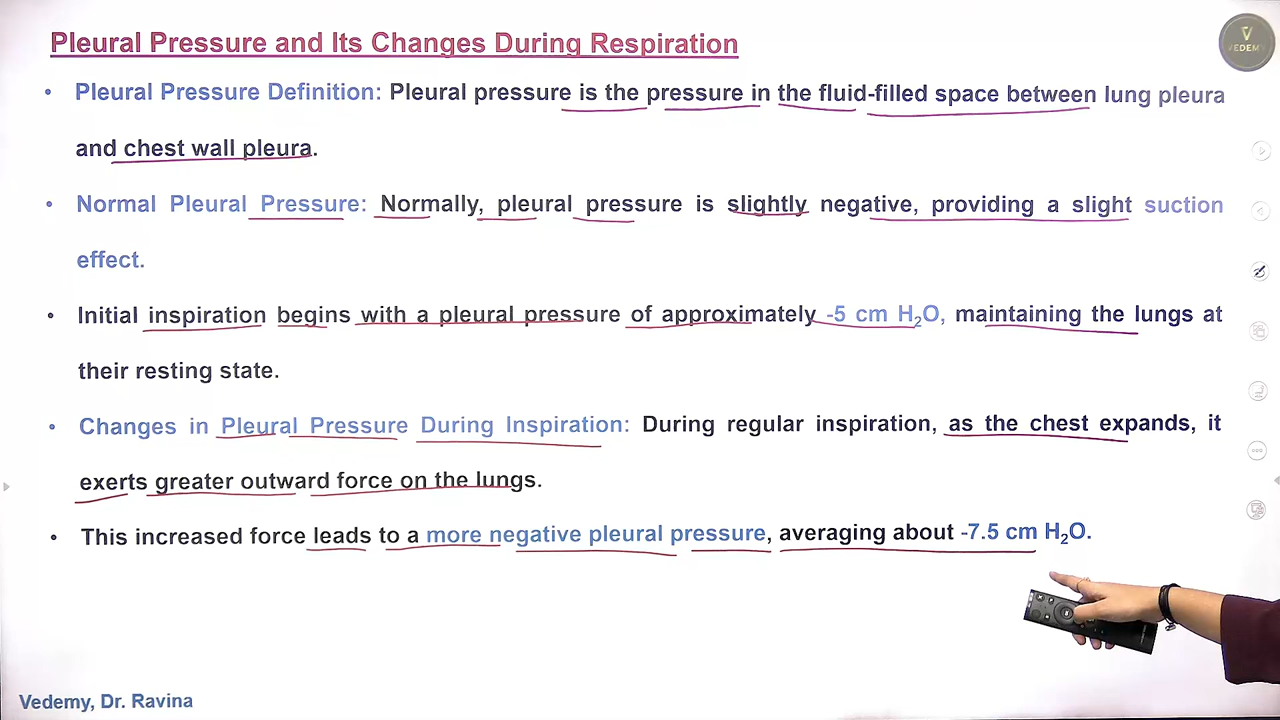 Pleural Pressure and Its Changes During Respiration
VEDEMY
• Pleural Pressure Definition: Pleural pressure is the pressure in the fluid-filled space between lung pleura
and chest wall pleura.
• Normal Pleural Pressure: Normally, pleural pressure is slightly negative, providing a slight suction
effect.
• Initial inspiration begins with a pleural pressure of approximately -5 cm H₂O, maintaining the lungs at
their resting state.
• Changes in Pleural Pressure During Inspiration: During regular inspiration, as the chest expands, it
exerts greater outward force on the lungs.
• This increased force leads to a more negative pleural pressure, averaging about -7.5 cm H₂O.
Vedemy, Dr. Ravina